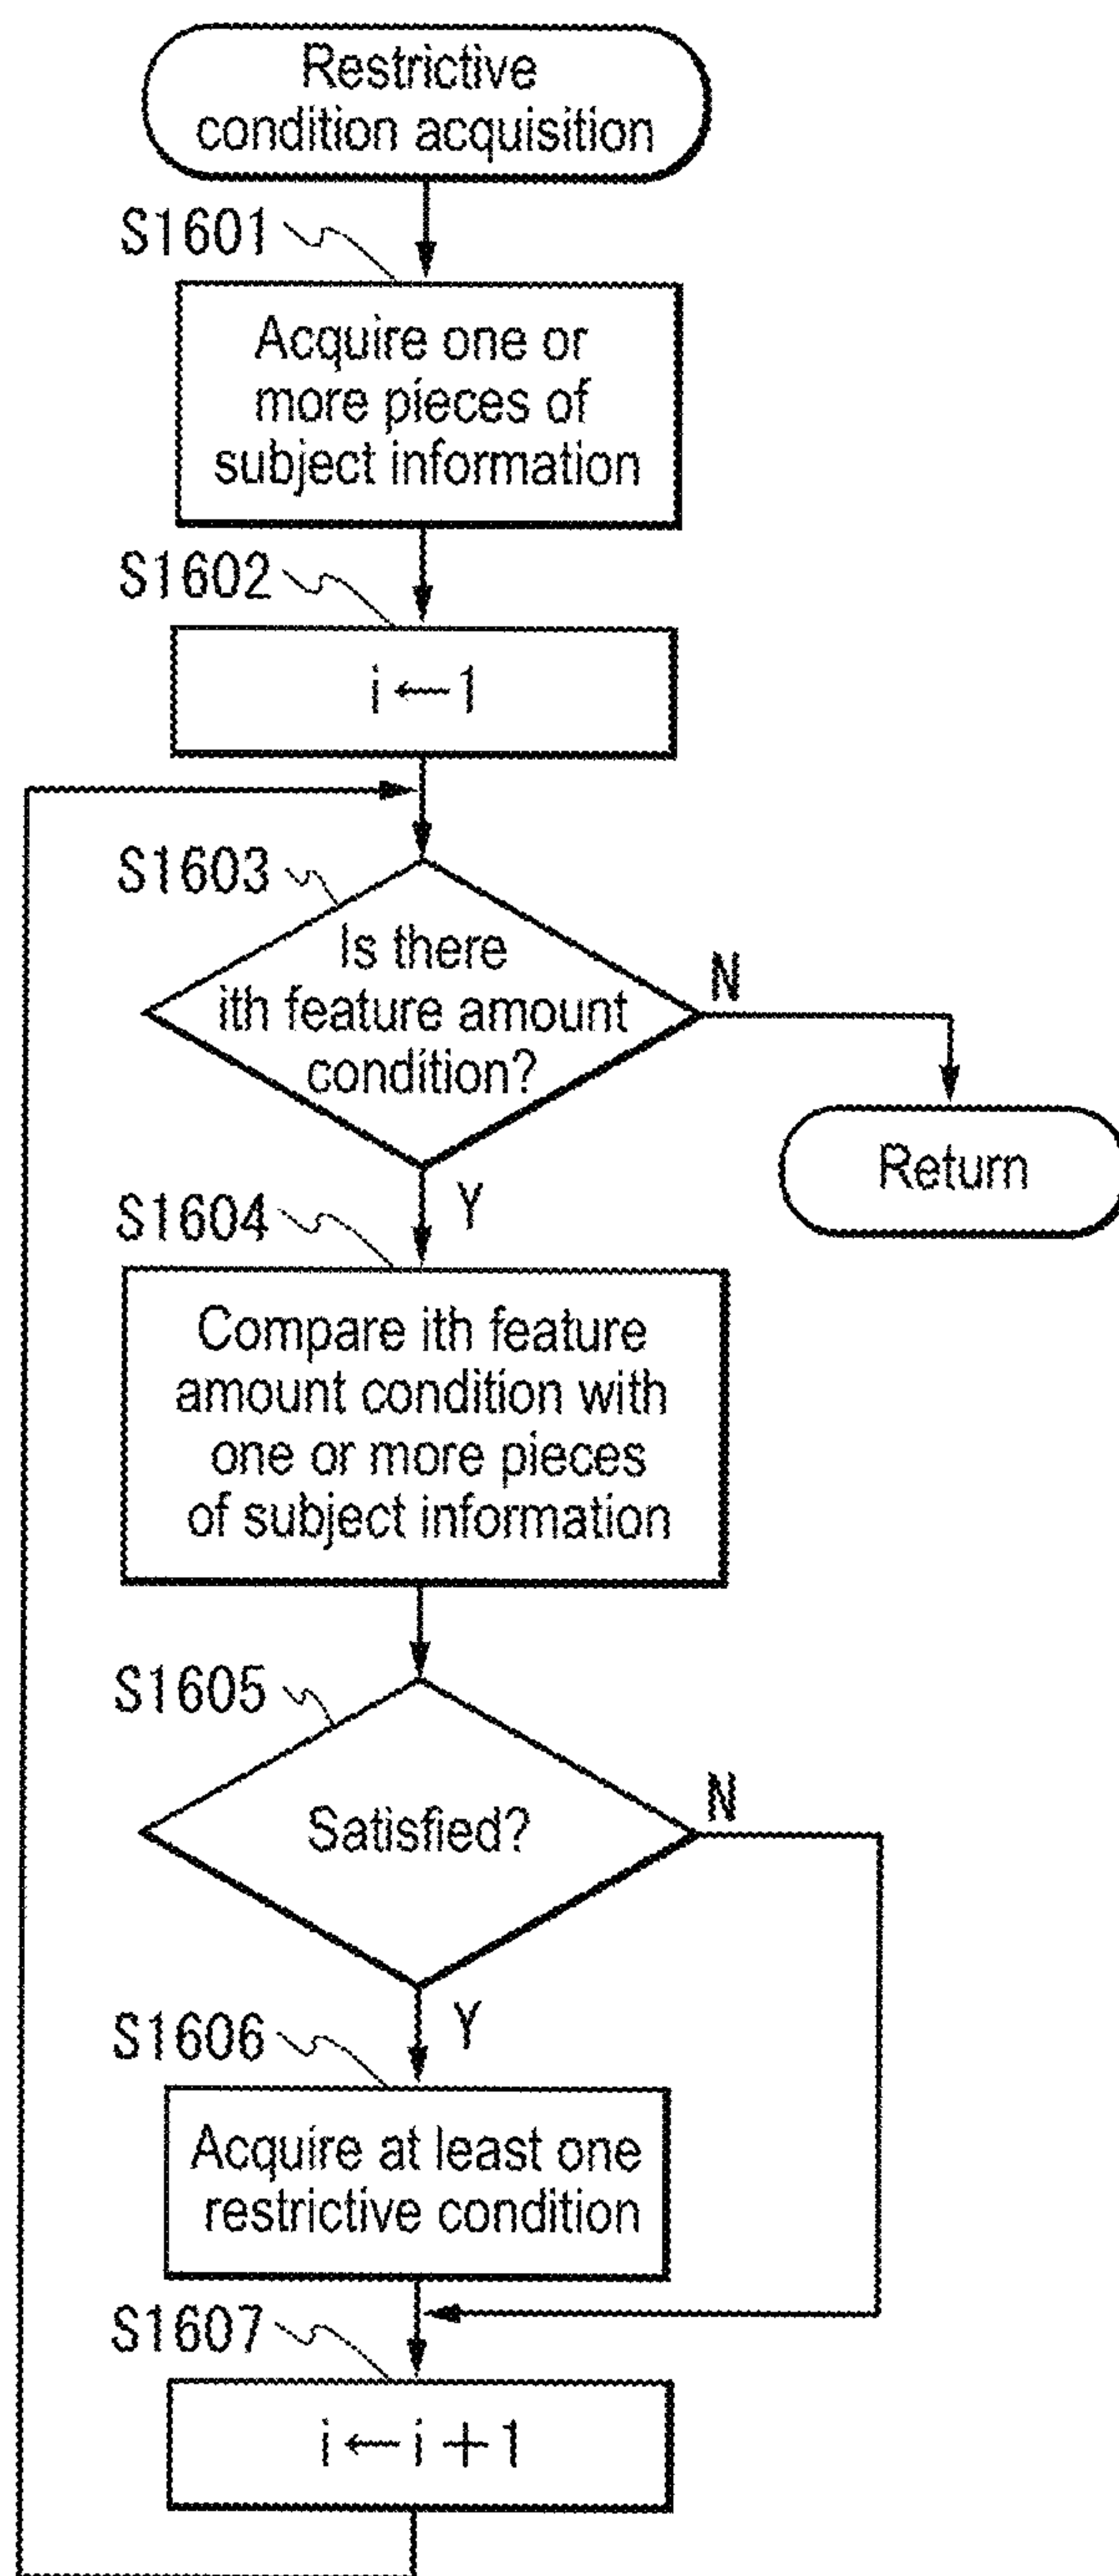 Restrictive
condition acquisition
S1601
Acquire one or
more pieces of
subject information
S1602
i ← 1
S1603
Is there
ith feature amount
condition?
N
Return
Y
S1604
Compare ith feature
amount condition with
one or more pieces
of subject information
S1605
Satisfied?
N
Y
S1606
Acquire at least one
restrictive condition
S1607
i ← i + 1